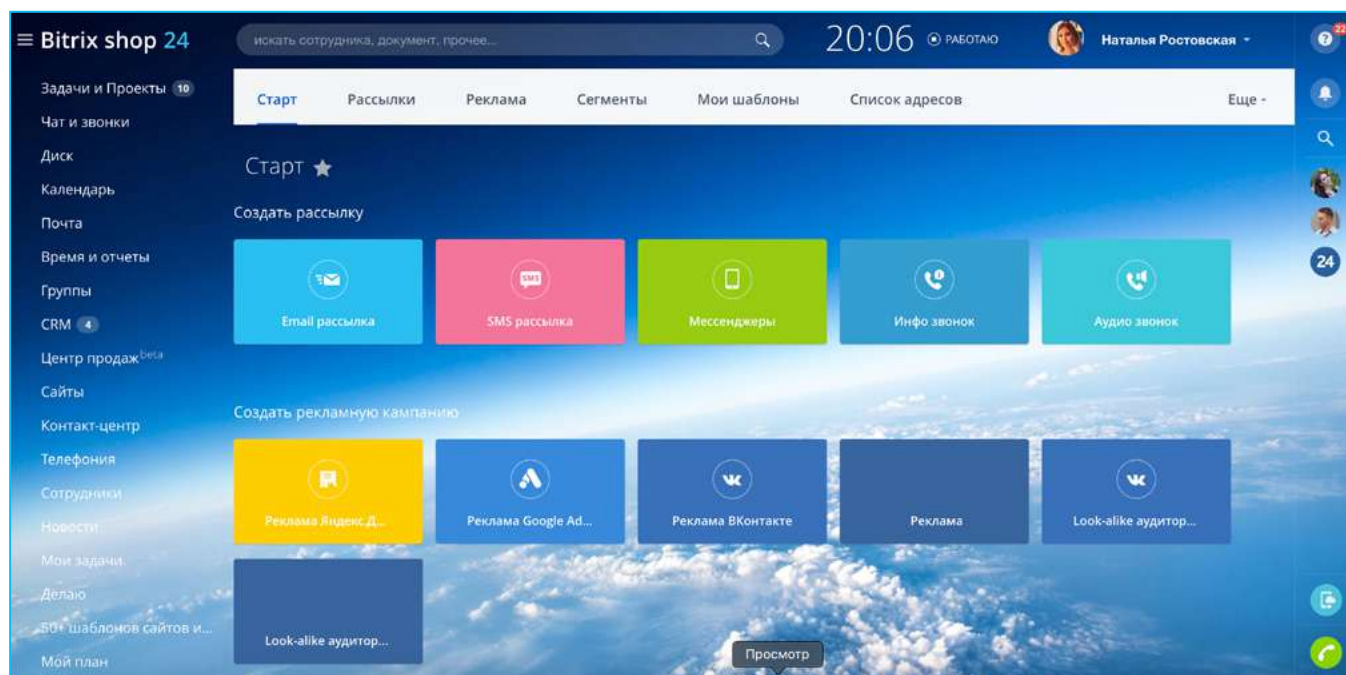 Bitrix shop 24
искать сотрудника, документ, прочее...
20:06
РАБОТАЮ
Наталья Ростовская
22
Задачи и Проекты 10
Чат и звонки
Диск
Календарь
Почта
Время и отчеты
Группы
CRM 4
Центр продаж beta
Сайты
Контакт-центр
Телефония
Сотрудники
Новости
Мои задачи
Делаю
50+ шаблонов сайтов и...
Мой план
Старт
Рассылки
Реклама
Сегменты
Мои шаблоны
Список адресов
Еще
Старт
Создать рассылку
Email рассылка
SMS
SMS рассылка
Мессенджеры
Инфо звонок
Аудио звонок
Создать рекламную кампанию
Реклама Яндекс.Д...
Реклама Google Ad...
Реклама ВКонтакте
Реклама
Look-alike аудитор...
Look-alike аудитор...
Просмотр
24